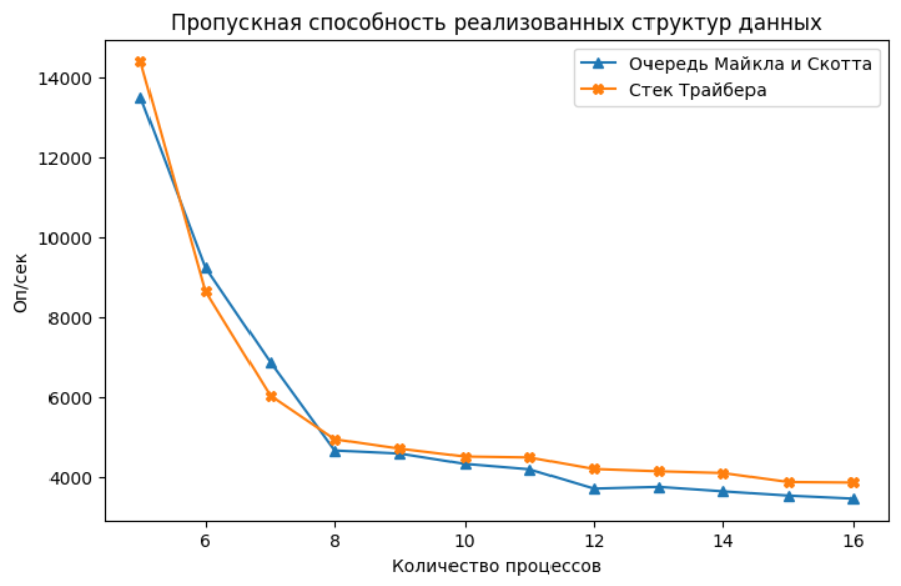 Пропускная способность реализованных структур данных
Очередь Майкла и Скотта
Стек Трайбера
Оп/сек
14000
12000
10000
8000
6000
4000
6
8
10
12
14
16
Количество процессов